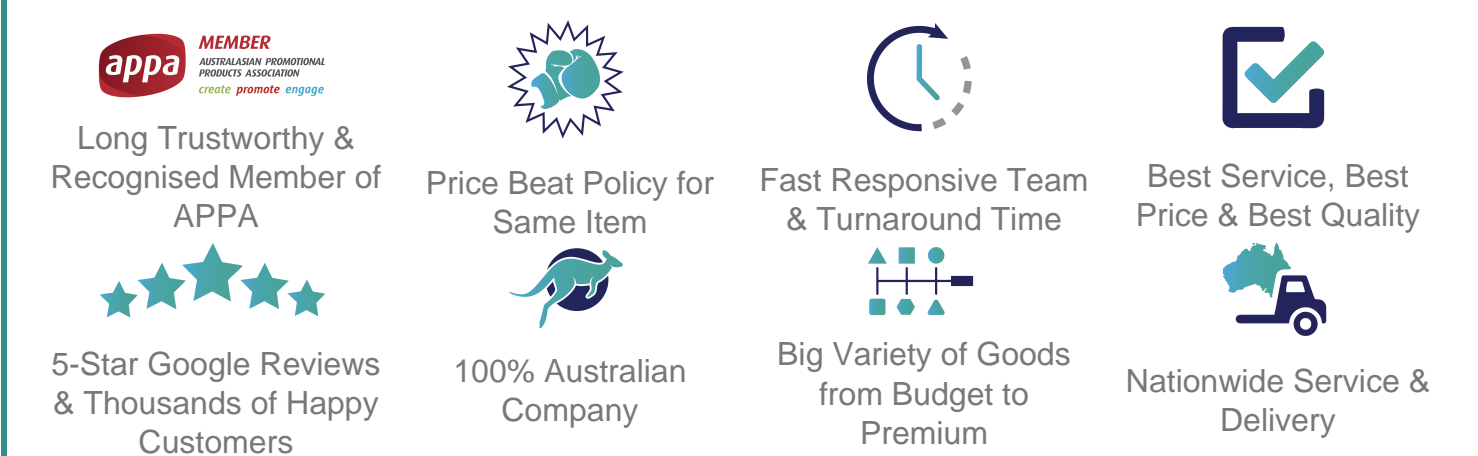 appa
MEMBER
AUSTRALASIAN PROMOTIONAL
PRODUCTS ASSOCIATION
create promote engage
Long Trustworthy &
Recognised Member of
APPA
Price Beat Policy for
Same Item
Fast Responsive Team
& Turnaround Time
Best Service, Best
Price & Best Quality
5-Star Google Reviews
& Thousands of Happy
Customers
100% Australian
Company
Big Variety of Goods
from Budget to
Premium
Nationwide Service &
Delivery